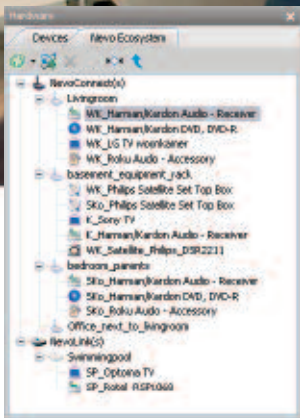 Hardware
Devices Nevo Ecosystem
NevoConnect(s)
Livingroom
WK_Harman/Kardon Audio - Receiver
WK_Harman/Kardon DVD, DVD-R
WK_LG TV woonkamer
WK_Roku Audio - Accessory
basement_equipment_rack
WK_Philips Satellite Set Top Box
SKo_Philips Satellite Set Top Box
K_Sony TV
K_Harman/Kardon Audio - Receiver
WK_Satellite_Philips_DSR2211
bedroom_parents
SKo_Harman/Kardon Audio - Receiver
SKo_Harman/Kardon DVD, DVD-R
SKo_Roku Audio - Accessory
Office_next_to_livingroom
NevoLink(s)
Swimmingpool
SP_Optoma TV
SP_Rotel RSP1068